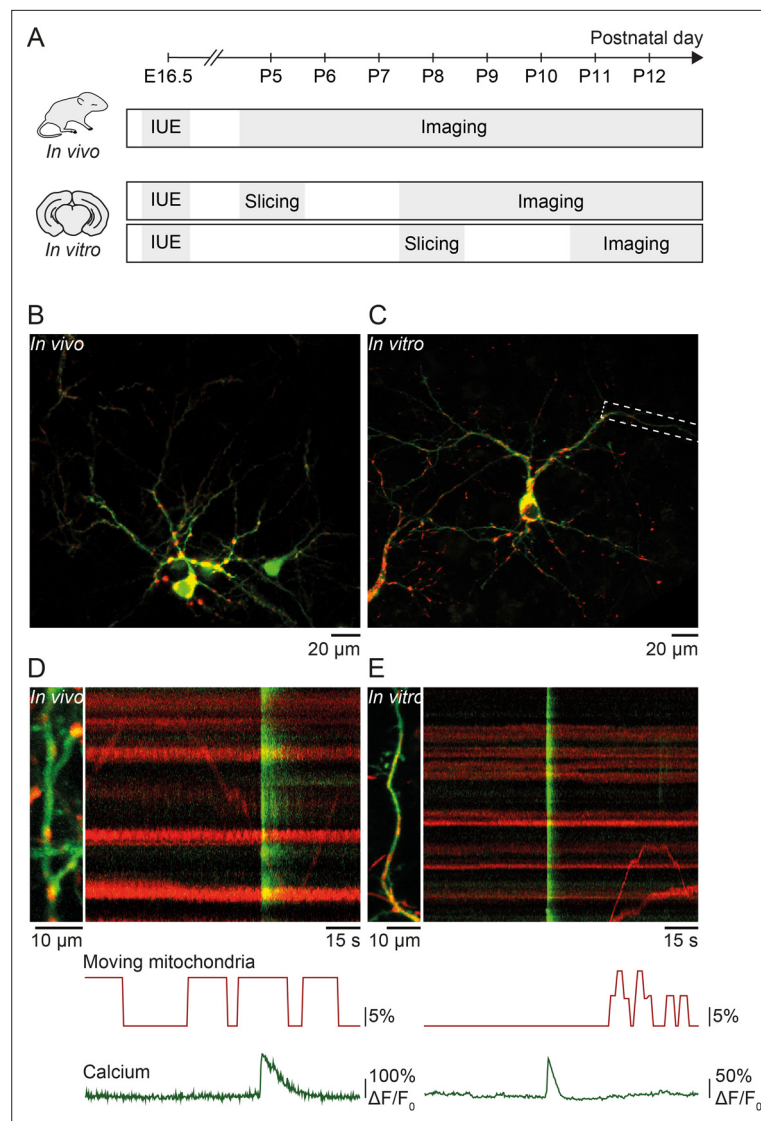 A
Postnatal day
E16.5 P5 P6 P7 P8 P9 P10 P11 P12
In vivo
IUE Imaging
In vitro
IUE Slicing Imaging
IUE Slicing Imaging
B
In vivo
20 µm
C
In vitro
20 µm
D
In vivo
10 µm 15 s
E
In vitro
10 µm 15 s
Moving mitochondria
5% 5%
Calcium
100% ΔF/F0
50% ΔF/F0